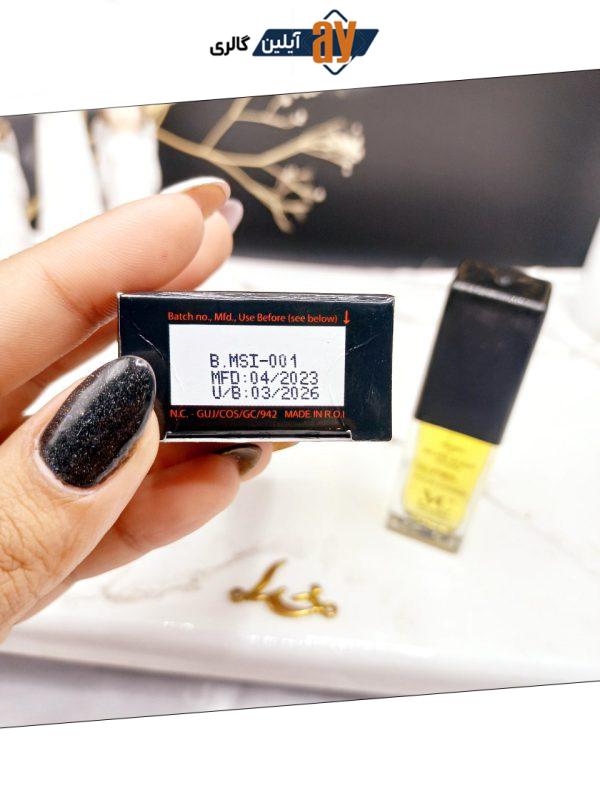 آیلین گالری
ay
Batch no., Mfd., Use Before (see below) ↓
B.MSI-001
MFD:04/2023
U/B:03/2026
N.C. - GUJ/COS/GC/942 MADE IN R.O.I